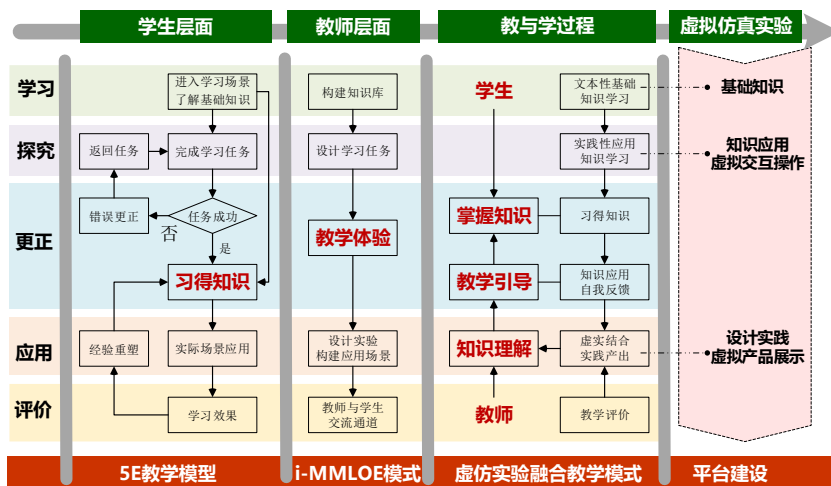 学生层面
教师层面
教与学过程
虚拟仿真实验
学习
进入学习场景
了解基础知识
构建知识库
学生
文本性基础
知识学习
基础知识
探究
返回任务
完成学习任务
设计学习任务
实践性应用
知识学习
知识应用
虚拟交互操作
更正
错误更正
任务成功
否
是
习得知识
教学体验
掌握知识
习得知识
教学引导
知识应用
自我反馈
应用
经验重塑
实际场景应用
设计实验
构建应用场景
知识理解
虚实结合
实践产出
设计实践
虚拟产品展示
评价
学习效果
教师与学生
交流通道
教师
教学评价
5E教学模型
i-MMLOE模式
虚仿实验融合教学模式
平台建设